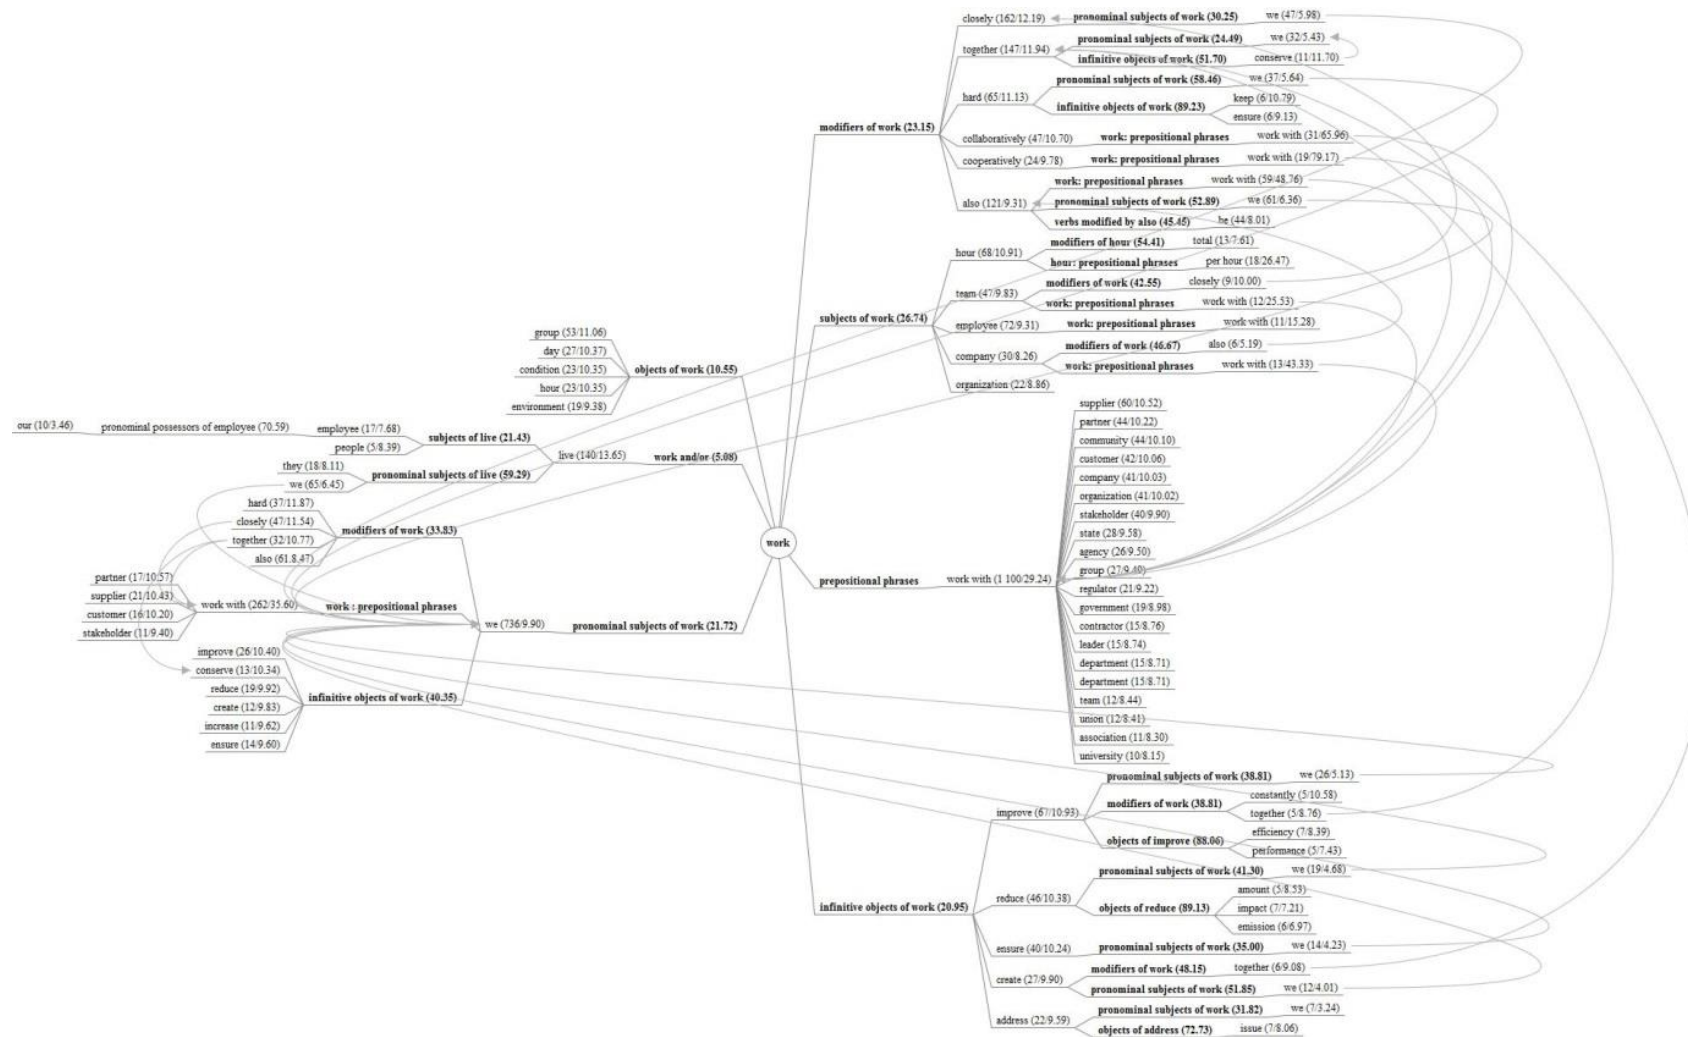 work
modifiers of work (23.15)
closely (162/12.19)
pronominal subjects of work (30.25)
we (47/5.98)
together (147/11.94)
pronominal subjects of work (24.49)
we (32/5.43)
infinitive objects of work (51.70)
conserve (11/11.70)
hard (65/11.13)
pronominal subjects of work (58.46)
we (37/5.64)
infinitive objects of work (89.23)
keep (6/10.79)
ensure (6/9.13)
collaboratively (47/10.70)
work: prepositional phrases
work with (31/65.96)
cooperatively (24/9.78)
work: prepositional phrases
work with (19/79.17)
also (121/9.31)
work: prepositional phrases
work with (59/48.76)
pronominal subjects of work (52.89)
we (61/6.36)
verbs modified by also (45.45)
be (44/8.01)
subjects of work (26.74)
hour (68/10.91)
modifiers of hour (54.41)
total (13/7.61)
hour: prepositional phrases
per hour (18/26.47)
team (47/9.83)
modifiers of work (42.55)
closely (9/10.00)
work: prepositional phrases
work with (12/25.53)
employee (72/9.31)
work: prepositional phrases
work with (11/15.28)
company (30/8.26)
modifiers of work (46.67)
also (6/5.19)
work: prepositional phrases
work with (13/43.33)
organization (22/8.86)
prepositional phrases
work with (1 100/29.24)
supplier (60/10.52)
partner (44/10.22)
community (44/10.10)
customer (42/10.06)
company (41/10.03)
organization (41/10.02)
stakeholder (40/9.90)
state (28/9.58)
agency (26/9.50)
group (27/9.40)
regulator (21/9.22)
government (19/8.98)
contractor (15/8.76)
leader (15/8.74)
department (15/8.71)
department (15/8.71)
team (12/8.44)
union (12/8.41)
association (11/8.30)
university (10/8.15)
infinitive objects of work (20.95)
improve (67/10.93)
pronominal subjects of work (38.81)
we (26/5.13)
modifiers of work (38.81)
constantly (5/10.58)
together (5/8.76)
objects of improve (88.06)
efficiency (7/8.39)
performance (5/7.43)
reduce (46/10.38)
pronominal subjects of work (41.30)
we (19/4.68)
objects of reduce (89.13)
amount (5/8.53)
impact (7/7.21)
emission (6/6.97)
ensure (40/10.24)
pronominal subjects of work (35.00)
we (14/4.23)
create (27/9.90)
modifiers of work (48.15)
together (6/9.08)
pronominal subjects of work (51.85)
we (12/4.01)
address (22/9.59)
pronominal subjects of work (31.82)
we (7/3.24)
objects of address (72.73)
issue (7/8.06)
objects of work (10.55)
group (53/11.06)
day (27/10.37)
condition (23/10.35)
hour (23/10.35)
environment (19/9.38)
work and/or (5.08)
live (140/13.65)
subjects of live (21.43)
employee (17/7.68)
pronominal possessors of employee (70.59)
our (10/3.46)
people (5/8.39)
pronominal subjects of live (59.29)
they (18/8.11)
we (65/6.45)
pronominal subjects of work (21.72)
we (736/9.90)
modifiers of work (33.83)
hard (37/11.87)
closely (47/11.54)
together (32/10.77)
also (61.8.47)
work : prepositional phrases
work with (262/35.60)
partner (17/10.57)
supplier (21/10.43)
customer (16/10.20)
stakeholder (11/9.40)
infinitive objects of work (40.35)
improve (26/10.40)
conserve (13/10.34)
reduce (19/9.92)
create (12/9.83)
increase (11/9.62)
ensure (14/9.60)